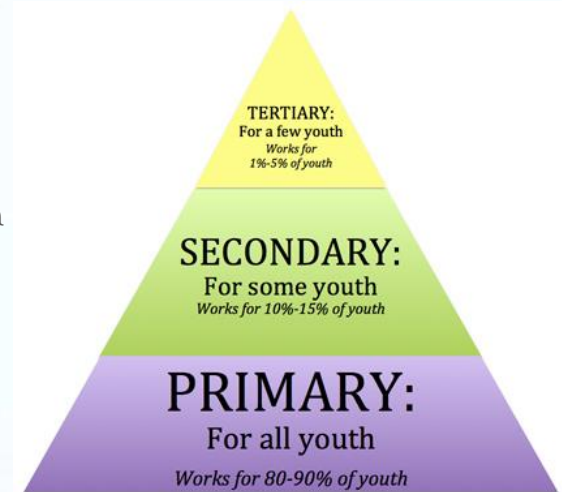 TERTIARY:
For a few youth
Works for
1%-5% of youth
SECONDARY:
For some youth
Works for 10%-15% of youth
PRIMARY:
For all youth
Works for 80-90% of youth